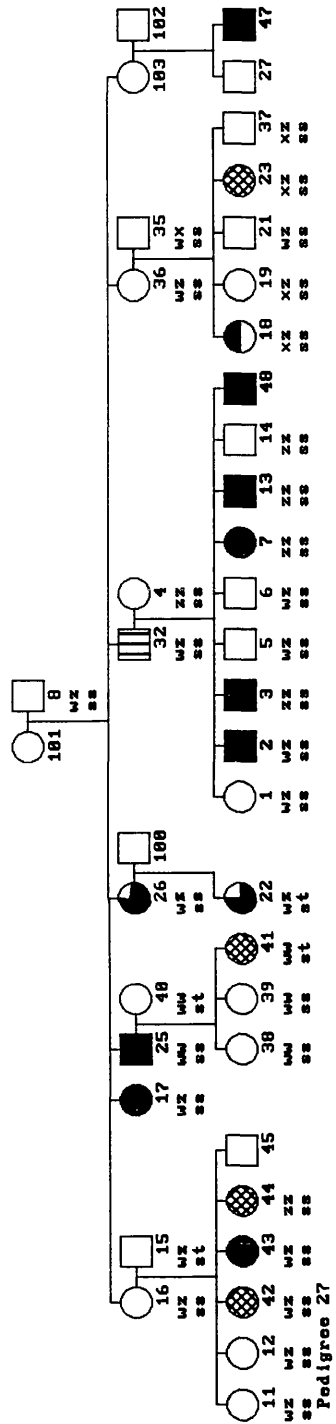 101 8
wz
ss
16 15 17 25 40 26 100 32 4 36 35 103 102
wz wz wz ww ww wz wz zz wz wx
ss st ss ss st ss ss ss ss ss
11 12 42 43 44 45 38 39 41 22 1 2 3 5 6 7 13 14 48 18 19 21 23 37 27 47
wz wz wz wz zz ww ww ww wz wz wz zz wz wz zz zz zz xz xz wz xz xz
ss ss ss ss ss ss ss st st ss ss ss ss ss ss ss ss ss ss ss ss ss
Pedigree 27